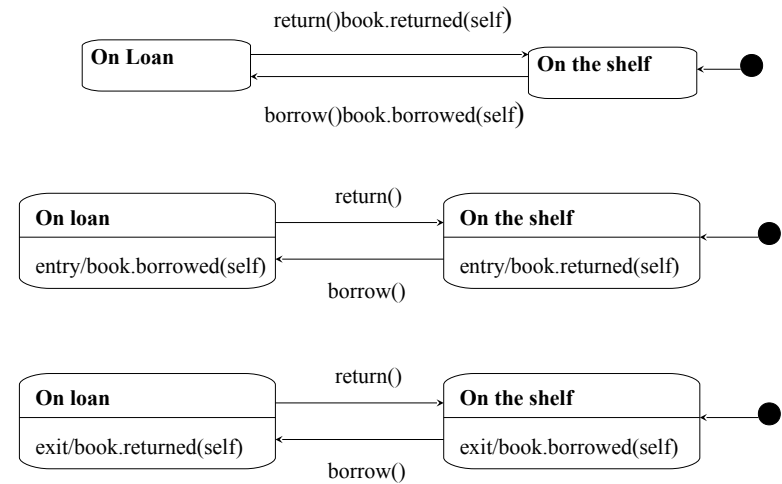 return()book.returned(self)
On Loan
On the shelf
borrow()book.borrowed(self)
return()
On loan
On the shelf
entry/book.borrowed(self)
entry/book.returned(self)
borrow()
return()
On loan
On the shelf
exit/book.returned(self)
exit/book.borrowed(self)
borrow()